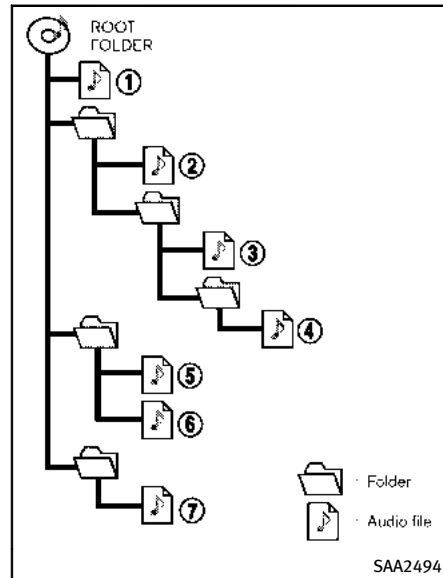 ROOT
FOLDER
①
②
③
④
⑤
⑥
⑦
: Folder
: Audio file
SAA2494